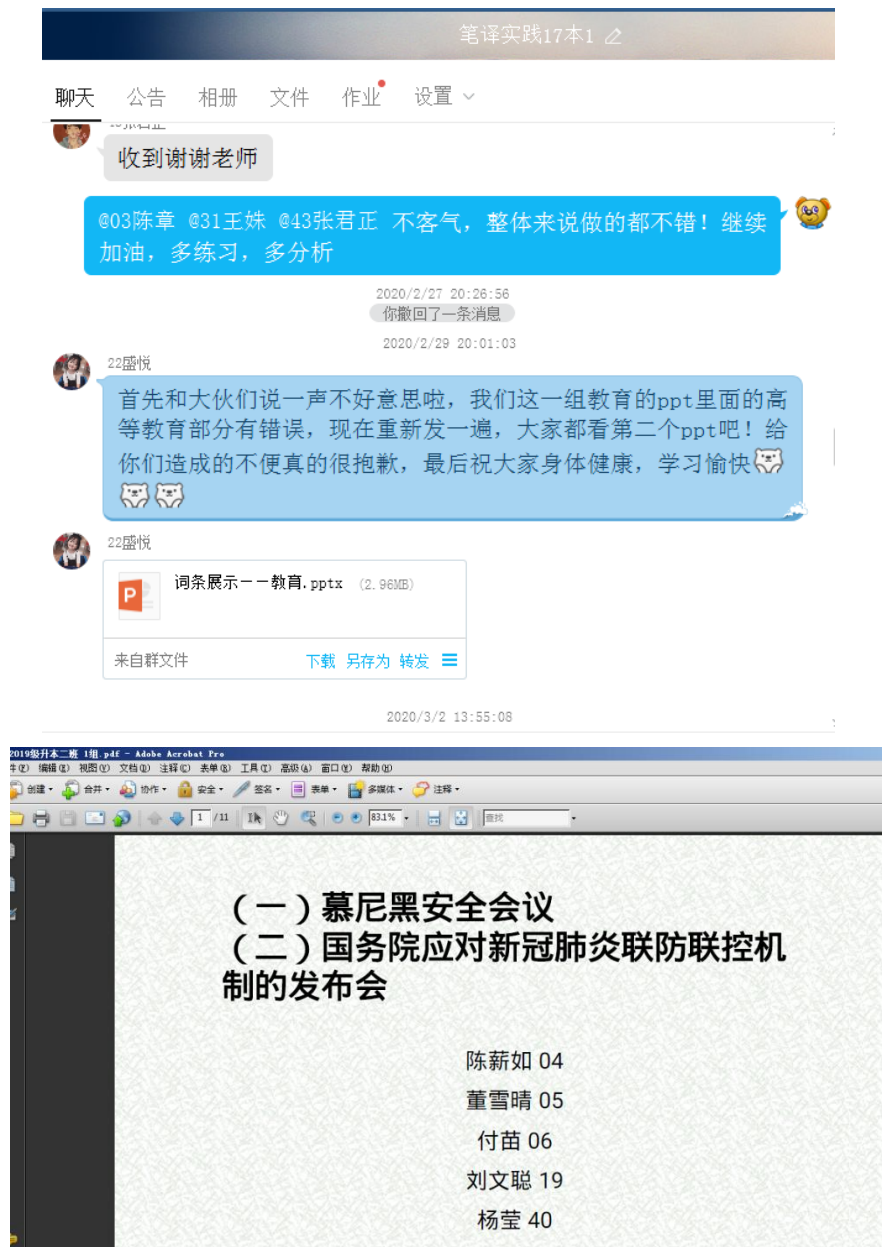 笔译实践17本1
聊天 公告 相册 文件 作业 设置
收到谢谢老师
@03陈章 @31王姝 @43张君正 不客气，整体来说做的都不错！继续
加油，多练习，多分析
2020/2/27 20:26:56
你撤回了一条消息
2020/2/29 20:01:03
22盛悦
首先和大伙们说一声不好意思啦，我们这一组教育的ppt里面的高
等教育部分有错误，现在重新发一遍，大家都看第二个ppt吧！给
你们造成的不便真的很抱歉，最后祝大家身体健康，学习愉快
22盛悦
词条展示——教育.pptx (2.96MB)
来自群文件 下载 另存为 转发
2020/3/2 13:55:08
2019级升本二班 1组.pdf - Adobe Acrobat Pro
件(F) 编辑(E) 视图(V) 文档(D) 注释(C) 表单(R) 工具(T) 高级(A) 窗口(W) 帮助(H)
创建 合并 协作 安全 签名 表单 多媒体 注释
1 /11 83.1% 查找
（一）慕尼黑安全会议
（二）国务院应对新冠肺炎联防联控机
制的发布会
陈薪如 04
董雪晴 05
付苗 06
刘文聪 19
杨莹 40